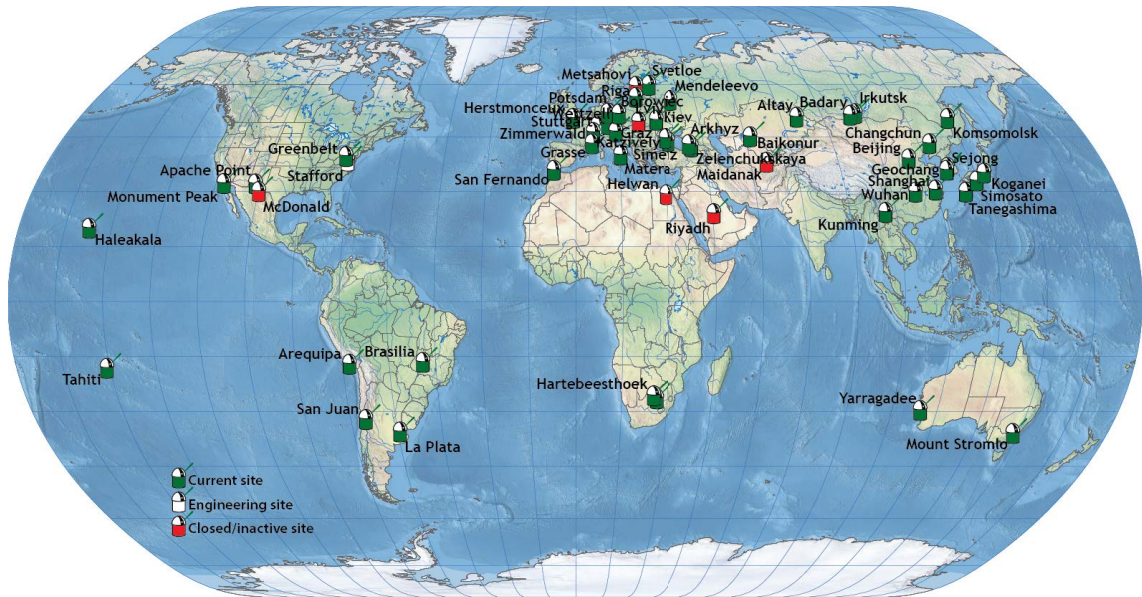 Metsahovi
Svetloe
Riga
Mendeleevo
Potsdam
Borowiec
Herstmonceux
Wettzell
Lviv
Kiev
Stuttgart
Zimmerwald
Graz
Katzively
Arkhyz
Grasse
Simeiz
Zelenchukskaya
Matera
Maidanak
San Fernando
Helwan
Riyadh
Altay
Badary
Irkutsk
Baikonur
Changchun
Komsomolsk
Beijing
Sejong
Geochang
Shanghai
Koganei
Wuhan
Simosato
Tanegashima
Kunming
Greenbelt
Stafford
Apache Point
Monument Peak
McDonald
Haleakala
Tahiti
Arequipa
Brasilia
San Juan
La Plata
Hartebeesthoek
Yarragadee
Mount Stromlo
Current site
Engineering site
Closed/inactive site